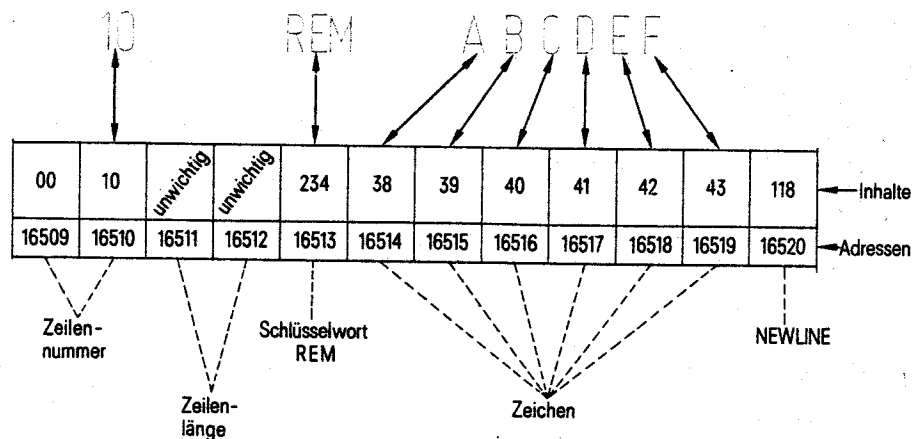 10 REM A B C D E F
00 10 unwichtig unwichtig 234 38 39 40 41 42 43 118 Inhalte
16509 16510 16511 16512 16513 16514 16515 16516 16517 16518 16519 16520 Adressen
Zeilen-
nummer
Schlüsselwort
REM
NEWLINE
Zeilen-
länge
Zeichen